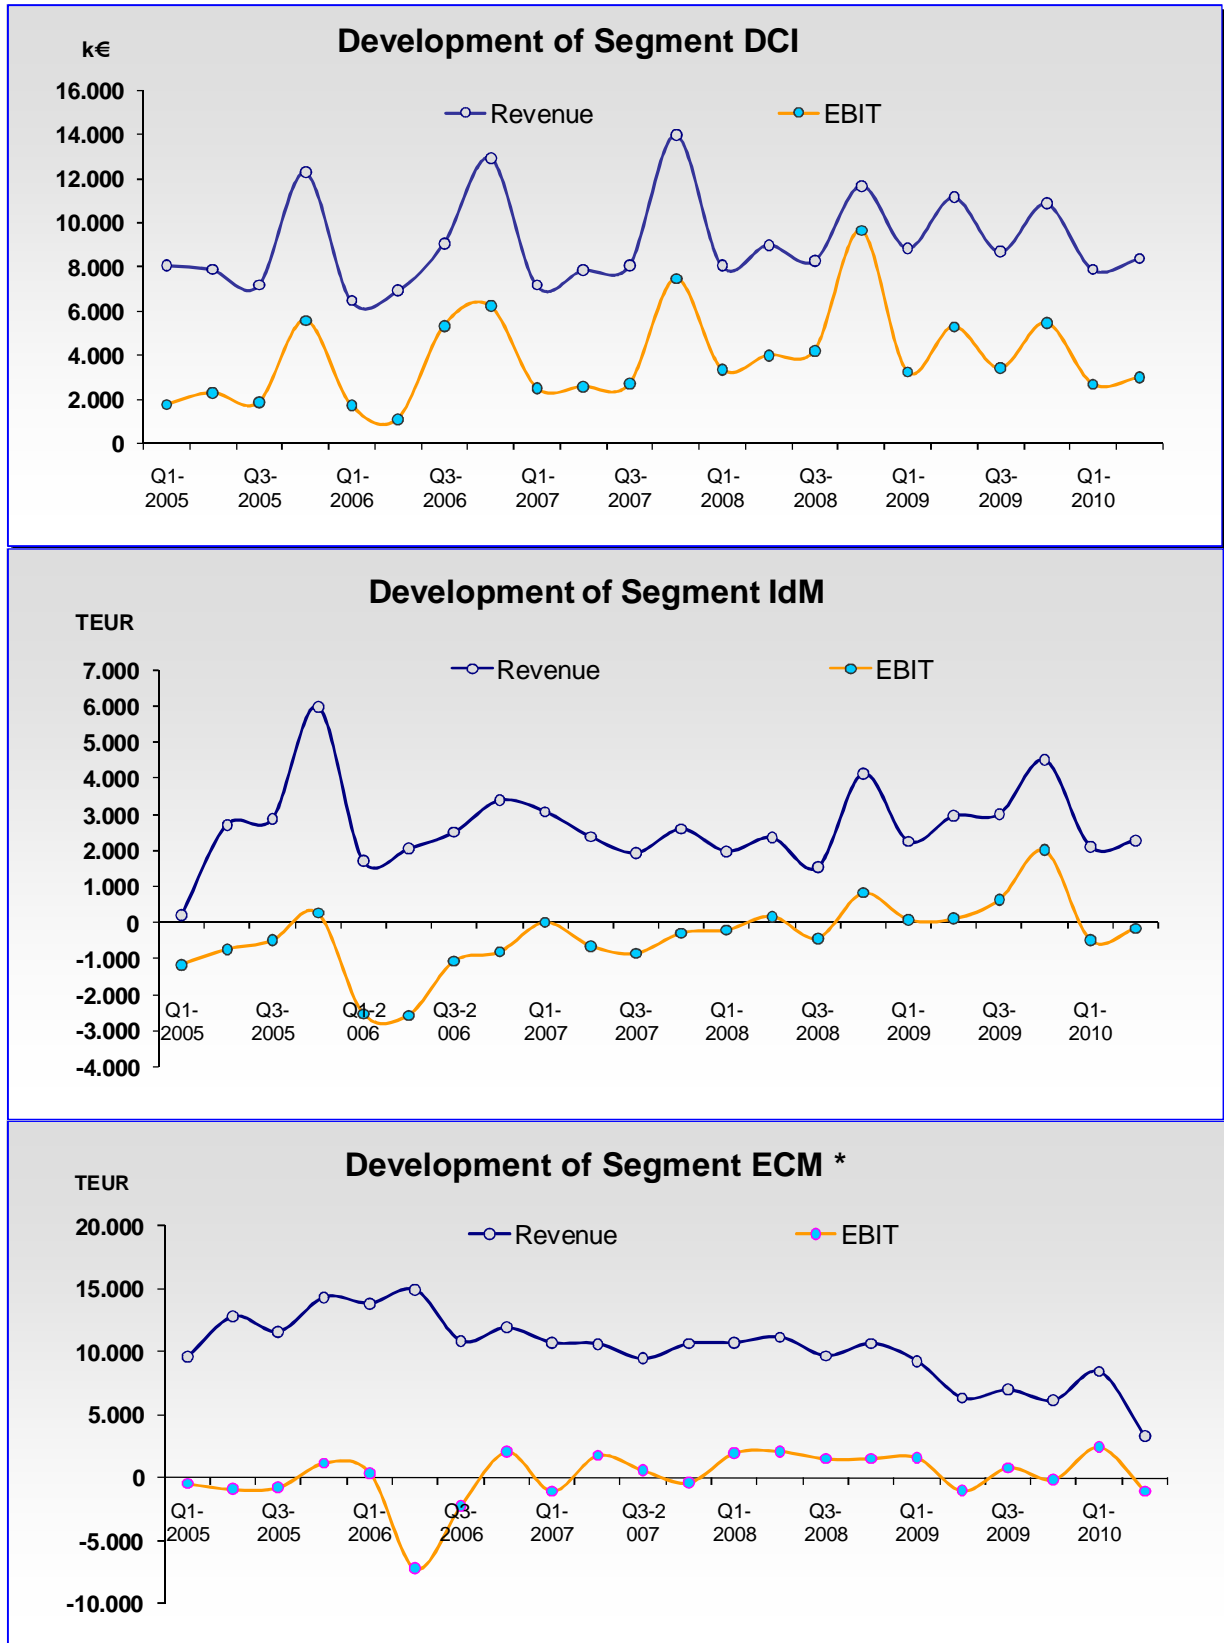 Development of Segment DCI
k€
16.000
Revenue
EBIT
14.000
12.000
10.000
8.000
6.000
4.000
2.000
0
Q1- Q3- Q1- Q3- Q1- Q3- Q1- Q3- Q1- Q3- Q1-
2005 2005 2006 2006 2007 2007 2008 2008 2009 2009 2010
Development of Segment IdM
TEUR
7.000
Revenue
EBIT
6.000
5.000
4.000
3.000
2.000
1.000
0
-1.000
-2.000
Q1- Q3- Q1-2 Q3-2 Q1- Q3- Q1- Q3- Q1- Q3- Q1-
2005 2005 006 006 2007 2007 2008 2008 2009 2009 2010
-3.000
-4.000
Development of Segment ECM *
TEUR
20.000
Revenue
EBIT
15.000
10.000
5.000
0
Q1- Q3- Q1- Q3- Q1- Q3-2 Q1- Q3- Q1- Q3- Q1-
2005 2005 2006 2006 2007 007 2008 2008 2009 2009 2010
-5.000
-10.000